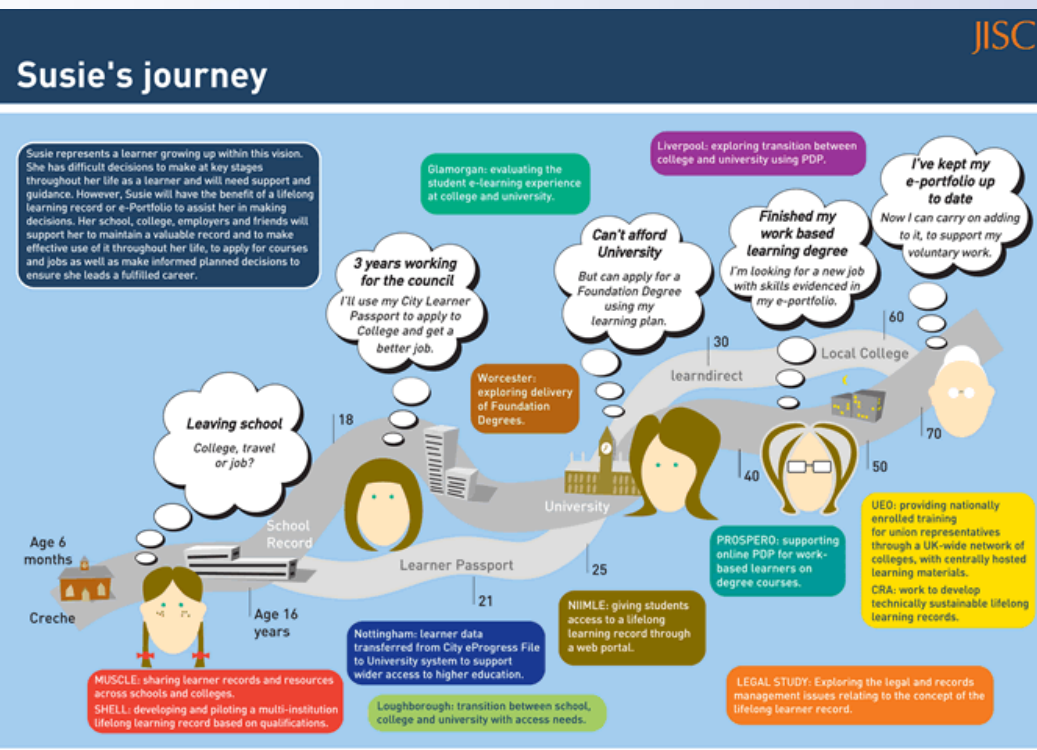 JISC
Susie's journey
Susie represents a learner growing up within this vision.
She has difficult decisions to make at key stages
throughout her life as a learner and will need support and
guidance. However, Susie will have the benefit of a lifelong
learning record or e-Portfolio to assist her in making
decisions. Her school, college, employers and friends will
support her to maintain a valuable record and to make
effective use of it throughout her life, to apply for courses
and jobs as well as make informed planned decisions to
ensure she leads a fulfilled career.
Glamorgan: evaluating the
student e-learning experience
at college and university.
Liverpool: exploring transition between
college and university using PDP.
I've kept my
e-portfolio up
to date
Now I can carry on adding
to it, to support my
voluntary work.
Finished my
work based
learning degree
I'm looking for a new job
with skills evidenced in
my e-portfolio.
Can't afford
University
But can apply for a
Foundation Degree
using my
learning plan.
3 years working
for the council
I'll use my City Learner
Passport to apply to
College and get a
better job.
Leaving school
College, travel
or job?
Worcester:
exploring delivery
of Foundation
Degrees.
18
30
60
learndirect
Local College
70
50
40
University
School
Record
Age 6
months
Creche
Learner Passport
Age 16
years
21
25
PROSPERO: supporting
online PDP for work-
based learners on
degree courses.
UEO: providing nationally
enrolled training
for union representatives
through a UK-wide network of
colleges, with centrally hosted
learning materials.
CRA: work to develop
technically sustainable lifelong
learning records.
NIIMLE: giving students
access to a lifelong
learning record through
a web portal.
Nottingham: learner data
transferred from City eProgress File
to University system to support
wider access to higher education.
MUSCLE: sharing learner records and resources
across schools and colleges.
SHELL: developing and piloting a multi-institution
lifelong learning record based on qualifications.
Loughborough: transition between school,
college and university with access needs.
LEGAL STUDY: Exploring the legal and records
management issues relating to the concept of the
lifelong learner record.